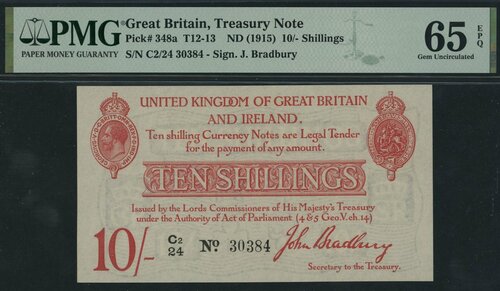 PMG
PAPER MONEY GUARANTY
Great Britain, Treasury Note
Pick# 348a T12-13 ND (1915) 10/- Shillings
S/N C2/24 30384 - Sign. J. Bradbury
65 EPQ
Gem Uncirculated
UNITED KINGDOM OF GREAT BRITAIN
AND IRELAND.
Ten shilling Currency Notes are Legal Tender
for the payment of any amount.
TEN SHILLINGS
Issued by the Lords Commissioners of His Majesty's Treasury
under the Authority of Act of Parliament (4 & 5 Geo. V. ch.14)
10/-
C2
24
No 30384
John Bradbury
Secretary to the Treasury.